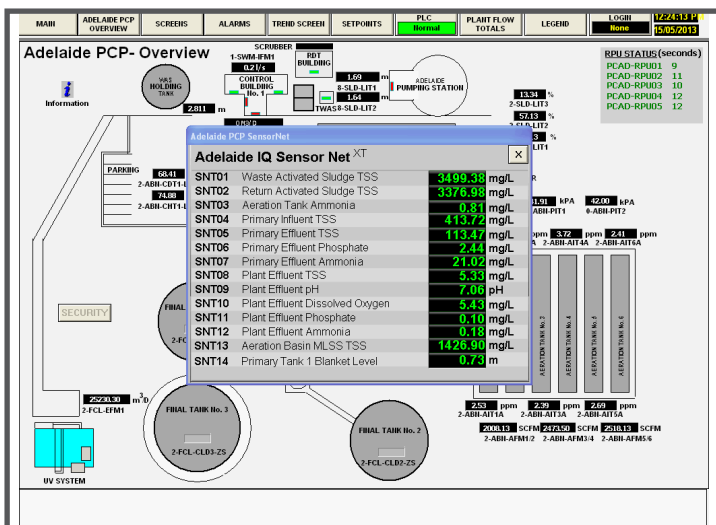 MAIN
ADELAIDE PCP OVERVIEW
SCREENS
ALARMS
TREND SCREEN
SETPOINTS
PLC
Normal
PLANT FLOW TOTALS
LEGEND
LOGIN
None
12:24:13 P
15/05/2013
Adelaide PCP- Overview
Information
WAS HOLDING TANK
2.811 m
SCRUBBER
1-SWM-IFM1
0.2 l/s
CONTROL BUILDING No. 1
0 M3/D
RDT BUILDING
TWAS
1.69 m
8-SLD-LIT1
1.64 m
8-SLD-LIT2
ADELAIDE PUMPING STATION
13.34 %
2-SLD-LIT3
57.13 %
RPU STATUS (seconds)
PCAD-RPU01 9
PCAD-RPU02 11
PCAD-RPU03 10
PCAD-RPU04 12
PCAD-RPU05 12
PARKING
68.41
2-ABN-CDT1-
74.88
2-ABN-CHT1-
Adelaide PCP SensorNet
Adelaide IQ Sensor Net XT
X
SNT01 Waste Activated Sludge TSS 3499.38 mg/L
SNT02 Return Activated Sludge TSS 3376.98 mg/L
SNT03 Aeration Tank Ammonia 0.81 mg/L
SNT04 Primary Influent TSS 413.72 mg/L
SNT05 Primary Effluent TSS 113.47 mg/L
SNT06 Primary Effluent Phosphate 2.44 mg/L
SNT07 Primary Effluent Ammonia 21.02 mg/L
SNT08 Plant Effluent TSS 5.33 mg/L
SNT09 Plant Effluent pH 7.06 pH
SNT10 Plant Effluent Dissolved Oxygen 5.43 mg/L
SNT11 Plant Effluent Phosphate 0.10 mg/L
SNT12 Plant Effluent Ammonia 0.18 mg/L
SNT13 Aeration Basin MLSS TSS 1426.90 mg/L
SNT14 Primary Tank 1 Blanket Level 0.73 m
kPA
42.00 kPA
ABN-PIT1
0-ABN-PIT2
ppm
3.72 ppm
2.41 ppm
2-ABN-AIT4A
2-ABN-AIT6A
AERATION TANK No. 3
AERATION TANK No. 4
AERATION TANK No. 5
AERATION TANK No. 6
SECURITY
FINAL
2-FC
25230.30 m3D
2-FCL-EFM1
UV SYSTEM
FINAL TANK No. 3
2-FCL-CLD3-ZS
FINAL TANK No. 2
2-FCL-CLD2-ZS
2.53 ppm
2-ABN-AIT1A
2.39 ppm
2-ABN-AIT3A
2.69 ppm
2-ABN-AIT5A
2008.13 SCFM
2-ABN-AFM1/2
2473.50 SCFM
2-ABN-AFM3/4
2518.13 SCFM
2-ABN-AFM5/6